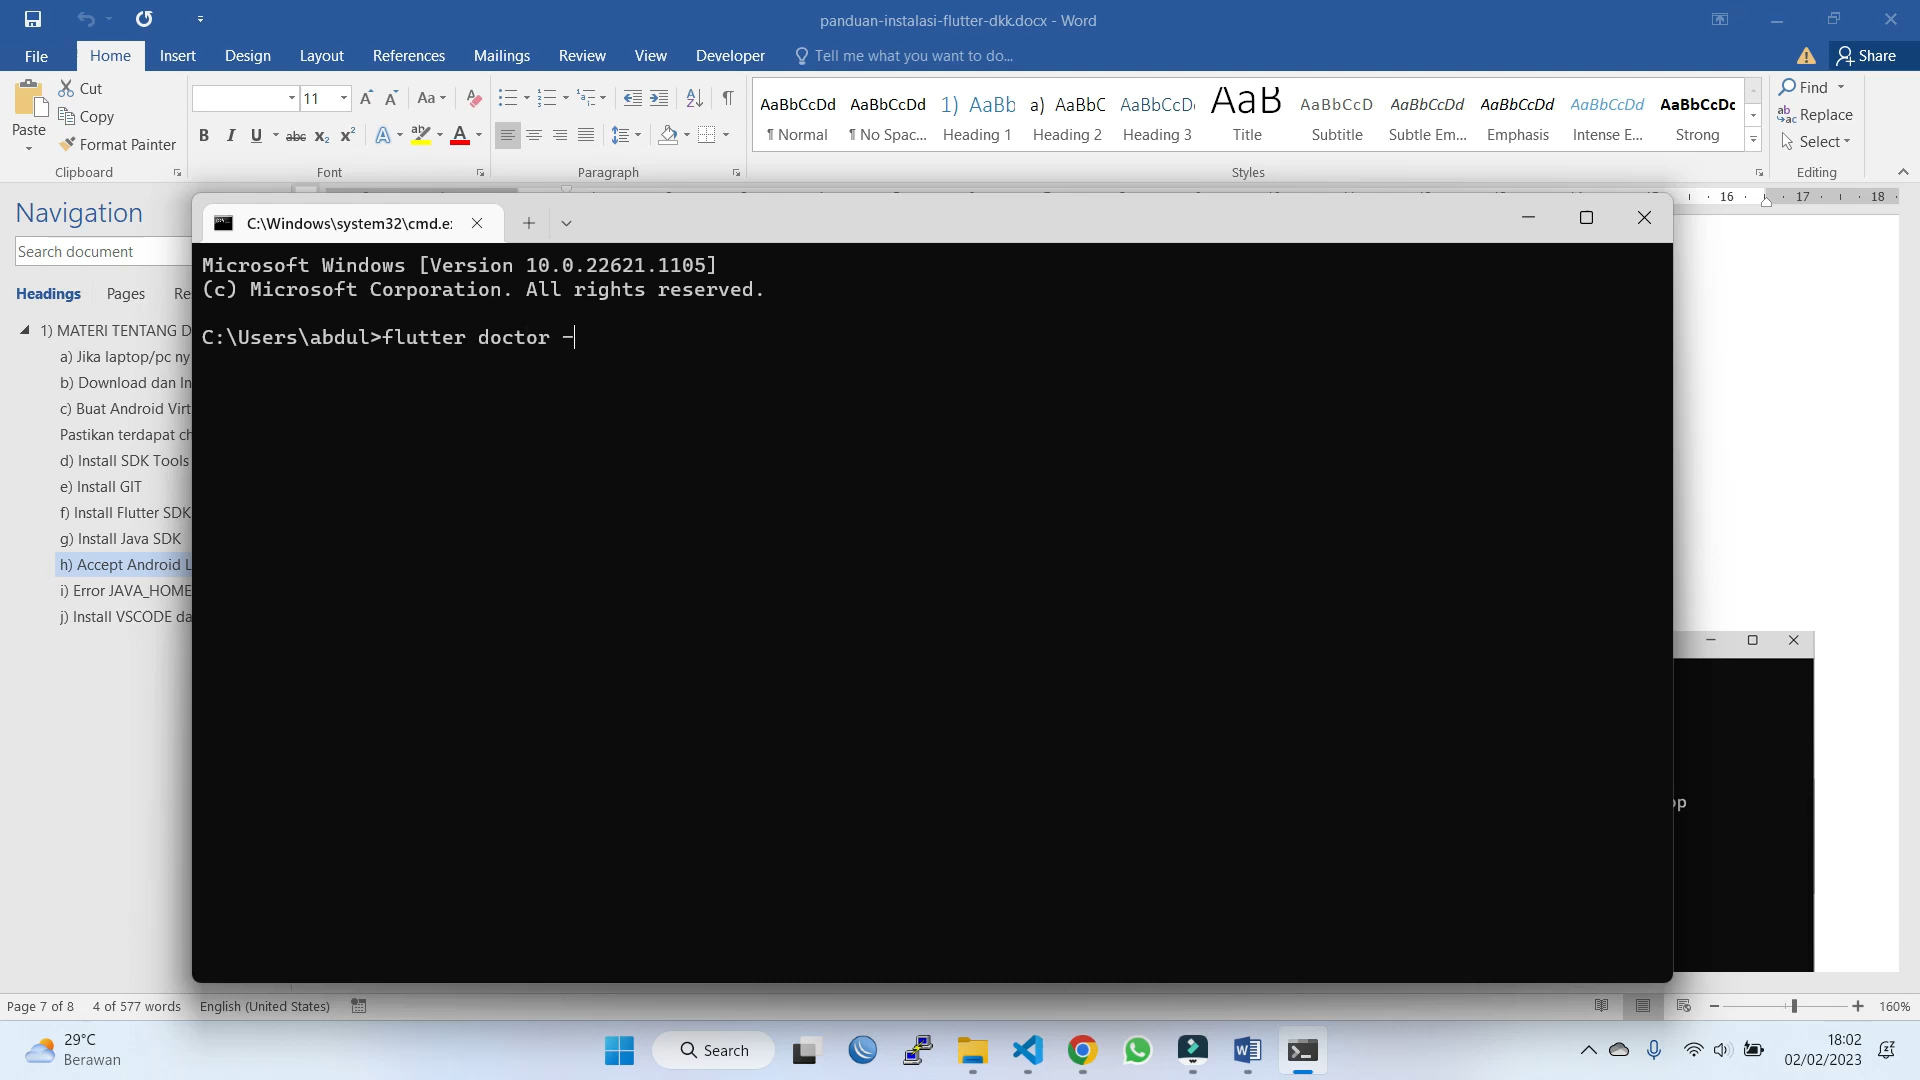 panduan-instalasi-flutter-dkk.docx - Word
File Home Insert Design Layout References Mailings Review View Developer Tell me what you want to do... Share
Paste
Cut
Copy
Format Painter
Clipboard
11
Font
Paragraph
AaBbCcDd AaBbCcDd 1) AaBb a) AaBbC AaBbCcD AaB AaBbCcD AaBbCcDd AaBbCcDd AaBbCcDd AaBbCcDc
¶ Normal ¶ No Spac... Heading 1 Heading 2 Heading 3 Title Subtitle Subtle Em... Emphasis Intense E... Strong
Styles
Find
Replace
Select
Editing
16 17 18
Navigation
Search document
Headings Pages Re
1) MATERI TENTANG D
a) Jika laptop/pc ny
b) Download dan In
c) Buat Android Virt
Pastikan terdapat ch
d) Install SDK Tools
e) Install GIT
f) Install Flutter SDK
g) Install Java SDK
h) Accept Android L
i) Error JAVA_HOME
j) Install VSCODE da
C:\Windows\system32\cmd.e
Microsoft Windows [Version 10.0.22621.1105]
(c) Microsoft Corporation. All rights reserved.
C:\Users\abdul>flutter doctor -
op
Page 7 of 8 4 of 577 words English (United States) 160%
29°C
Berawan
Search
18:02
02/02/2023